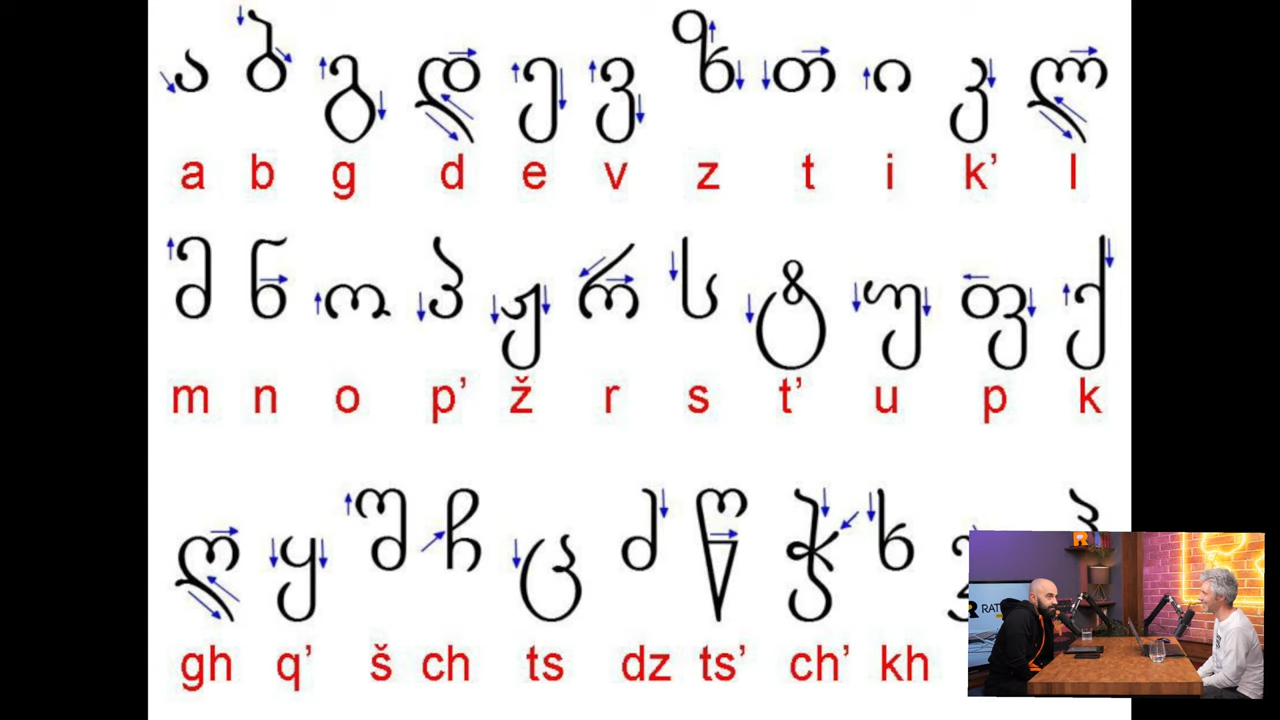 ა ბ გ დ ე ვ ზ თ ი კ ლ
a b g d e v z t i k’ l
მ ნ ო პ ჟ რ ს ტ უ ფ ქ
m n o p’ ž r s t’ u p k
ღ ყ შ ჩ ც ძ წ ჭ ხ
gh q’ š ch ts dz ts’ ch’ kh